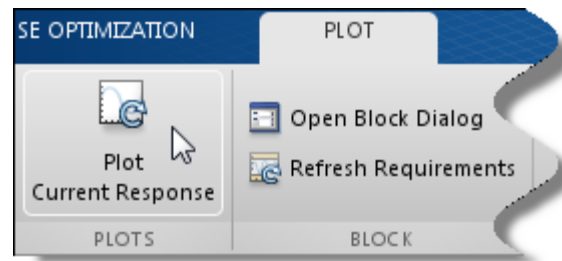 SE OPTIMIZATION PLOT
Plot
Current Response
Open Block Dialog
Refresh Requirements
PLOTS BLOCK